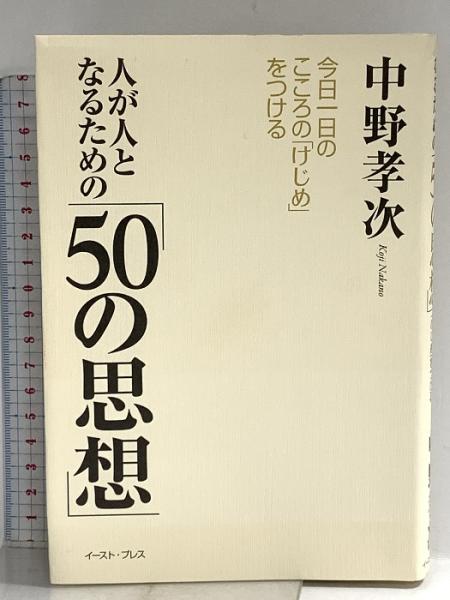 中野孝次
Koji Nakano
今日一日の
こころの「けじめ」
をつける
人が人と
なるための
「50の思想」
イースト・プレス